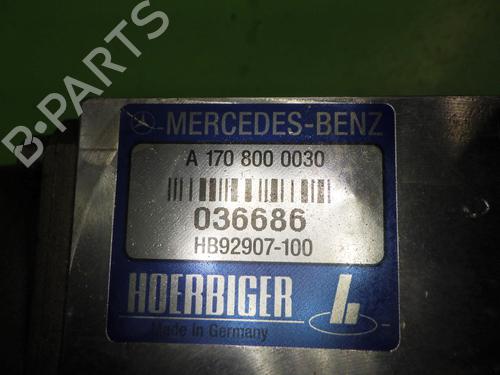 MERCEDES-BENZ
A 170 800 0030
036686
HB92907-100
HOERBIGER
Made in Germany
B-PARTS